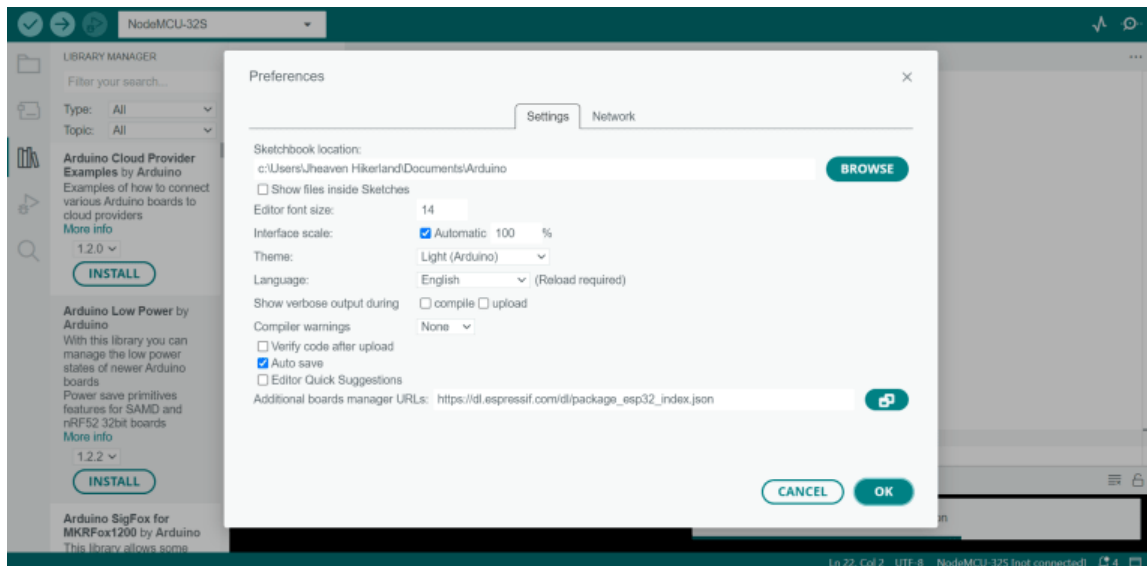 NodeMCU-32S
LIBRARY MANAGER
Filter your search...
Type: All
Topic: All
Arduino Cloud Provider
Examples by Arduino
Examples of how to connect
various Arduino boards to
cloud providers
More info
1.2.0
INSTALL
Arduino Low Power by
Arduino
With this library you can
manage the low power
states of newer Arduino
boards
Power save primitives
features for SAMD and
nRF52 32bit boards
More info
1.2.2
INSTALL
Arduino SigFox for
MKRFox1200 by Arduino
This library allows some
Preferences
Settings Network
Sketchbook location:
c:\Users\Jheaven Hikerland\Documents\Arduino
BROWSE
Show files inside Sketches
Editor font size: 14
Interface scale: Automatic 100 %
Theme: Light (Arduino)
Language: English (Reload required)
Show verbose output during compile upload
Compiler warnings None
Verify code after upload
Auto save
Editor Quick Suggestions
Additional boards manager URLs: https://dl.espressif.com/dl/package_esp32_index.json
CANCEL OK
Ln 22, Col 2 UTF-8 NodeMCU-32S [not connected] 4